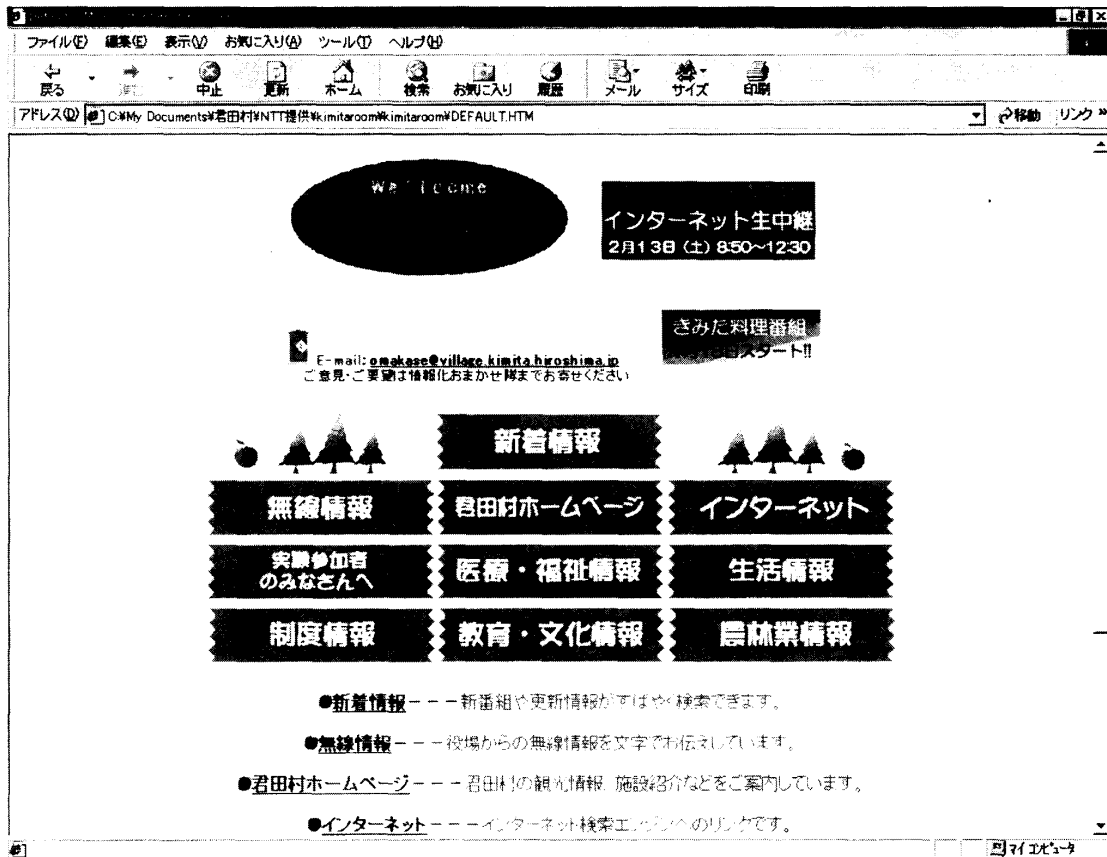 ファイル(F) 編集(E) 表示(V) お気に入り(A) ツール(T) ヘルプ(H)
戻る 中止 更新 ホーム 検索 お気に入り 履歴 メール サイズ 印刷
アドレス(D) C:¥My Documents¥君田村¥NTT提供¥kimitaroom¥kimitaroom¥DEFAULT.HTM 移動 リンク »
Wellcome
インターネット生中継
2月13日(土) 8:50～12:30
きみた料理番組
スタート!!
E-mail: omakase@village.kimita.hiroshima.jp
ご意見・ご要望は情報化おまかせ隊までお寄せください
新着情報
無線情報 君田村ホームページ インターネット
実験参加者
のみなさんへ
医療・福祉情報 生活情報
制度情報 教育・文化情報 農林業情報
●新着情報－－－新番組や更新情報がすばやく検索できます。
●無線情報－－－役場からの無線情報を文字でお伝えしています。
●君田村ホームページ－－－君田村の観光情報、施設紹介などをご案内しています。
●インターネット－－－インターネット検索エンジンへのリンクです。
マイ コンピュータ